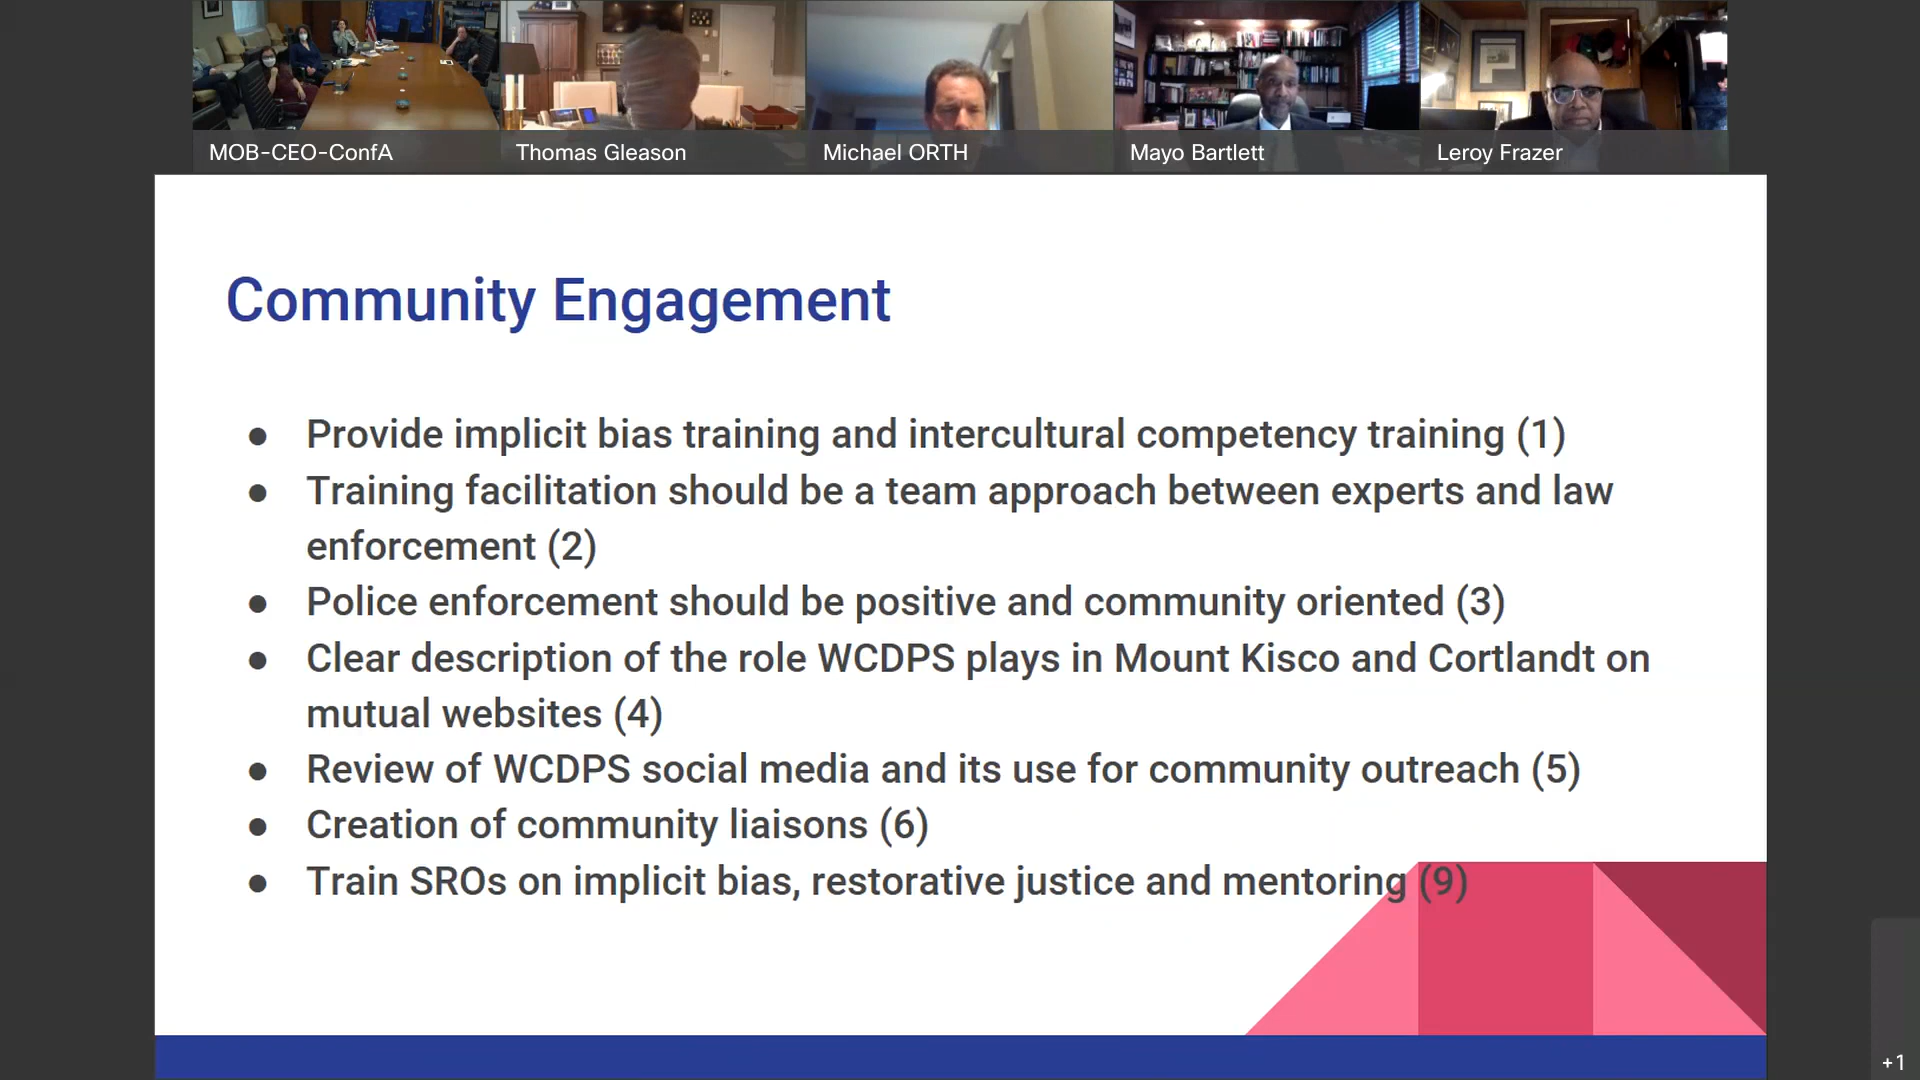 MOB-CEO-ConfA
Thomas Gleason
Michael ORTH
Mayo Bartlett
Leroy Frazer
Community Engagement
● Provide implicit bias training and intercultural competency training (1)
● Training facilitation should be a team approach between experts and law
enforcement (2)
● Police enforcement should be positive and community oriented (3)
● Clear description of the role WCDPS plays in Mount Kisco and Cortlandt on
mutual websites (4)
● Review of WCDPS social media and its use for community outreach (5)
● Creation of community liaisons (6)
● Train SROs on implicit bias, restorative justice and mentoring (9)
+1